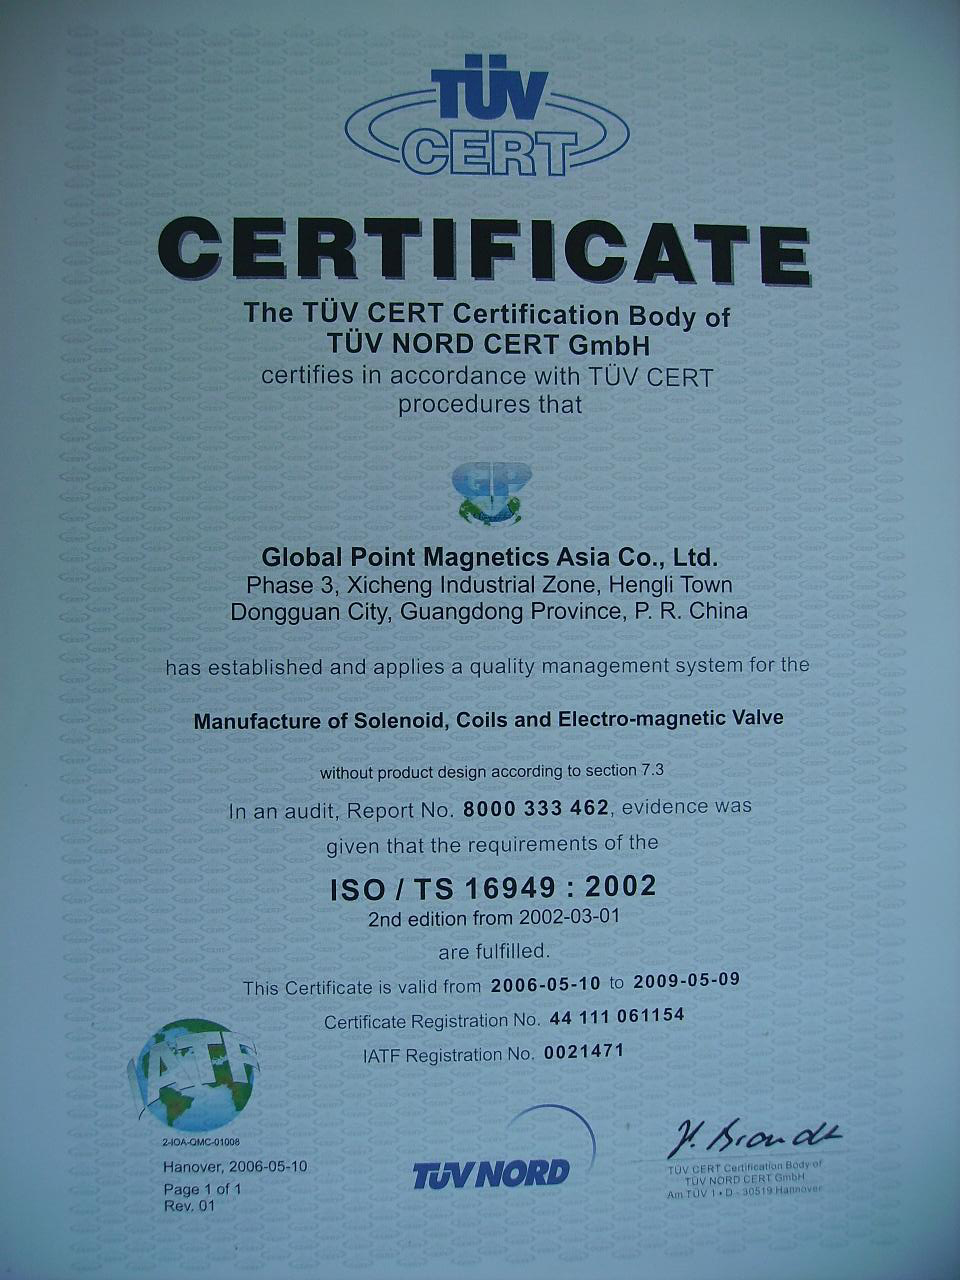 TÜV
CERT
CERTIFICATE
The TÜV CERT Certification Body of
TÜV NORD CERT GmbH
certifies in accordance with TÜV CERT
procedures that
GP
Global Point Magnetics Asia Co., Ltd.
Phase 3, Xicheng Industrial Zone, Hengli Town
Dongguan City, Guangdong Province, P. R. China
has established and applies a quality management system for the
Manufacture of Solenoid, Coils and Electro-magnetic Valve
without product design according to section 7.3
In an audit, Report No. 8000 333 462, evidence was
given that the requirements of the
ISO / TS 16949 : 2002
2nd edition from 2002-03-01
are fulfilled.
This Certificate is valid from 2006-05-10 to 2009-05-09
Certificate Registration No. 44 111 061154
IATF Registration No. 0021471
IATF
2-IOA-QMC-01008
Hanover, 2006-05-10
Page 1 of 1
Rev. 01
TÜV NORD
H. Brandt
TÜV CERT Certification Body of
TÜV NORD CERT GmbH
Am TÜV 1 • D - 30519 Hannover